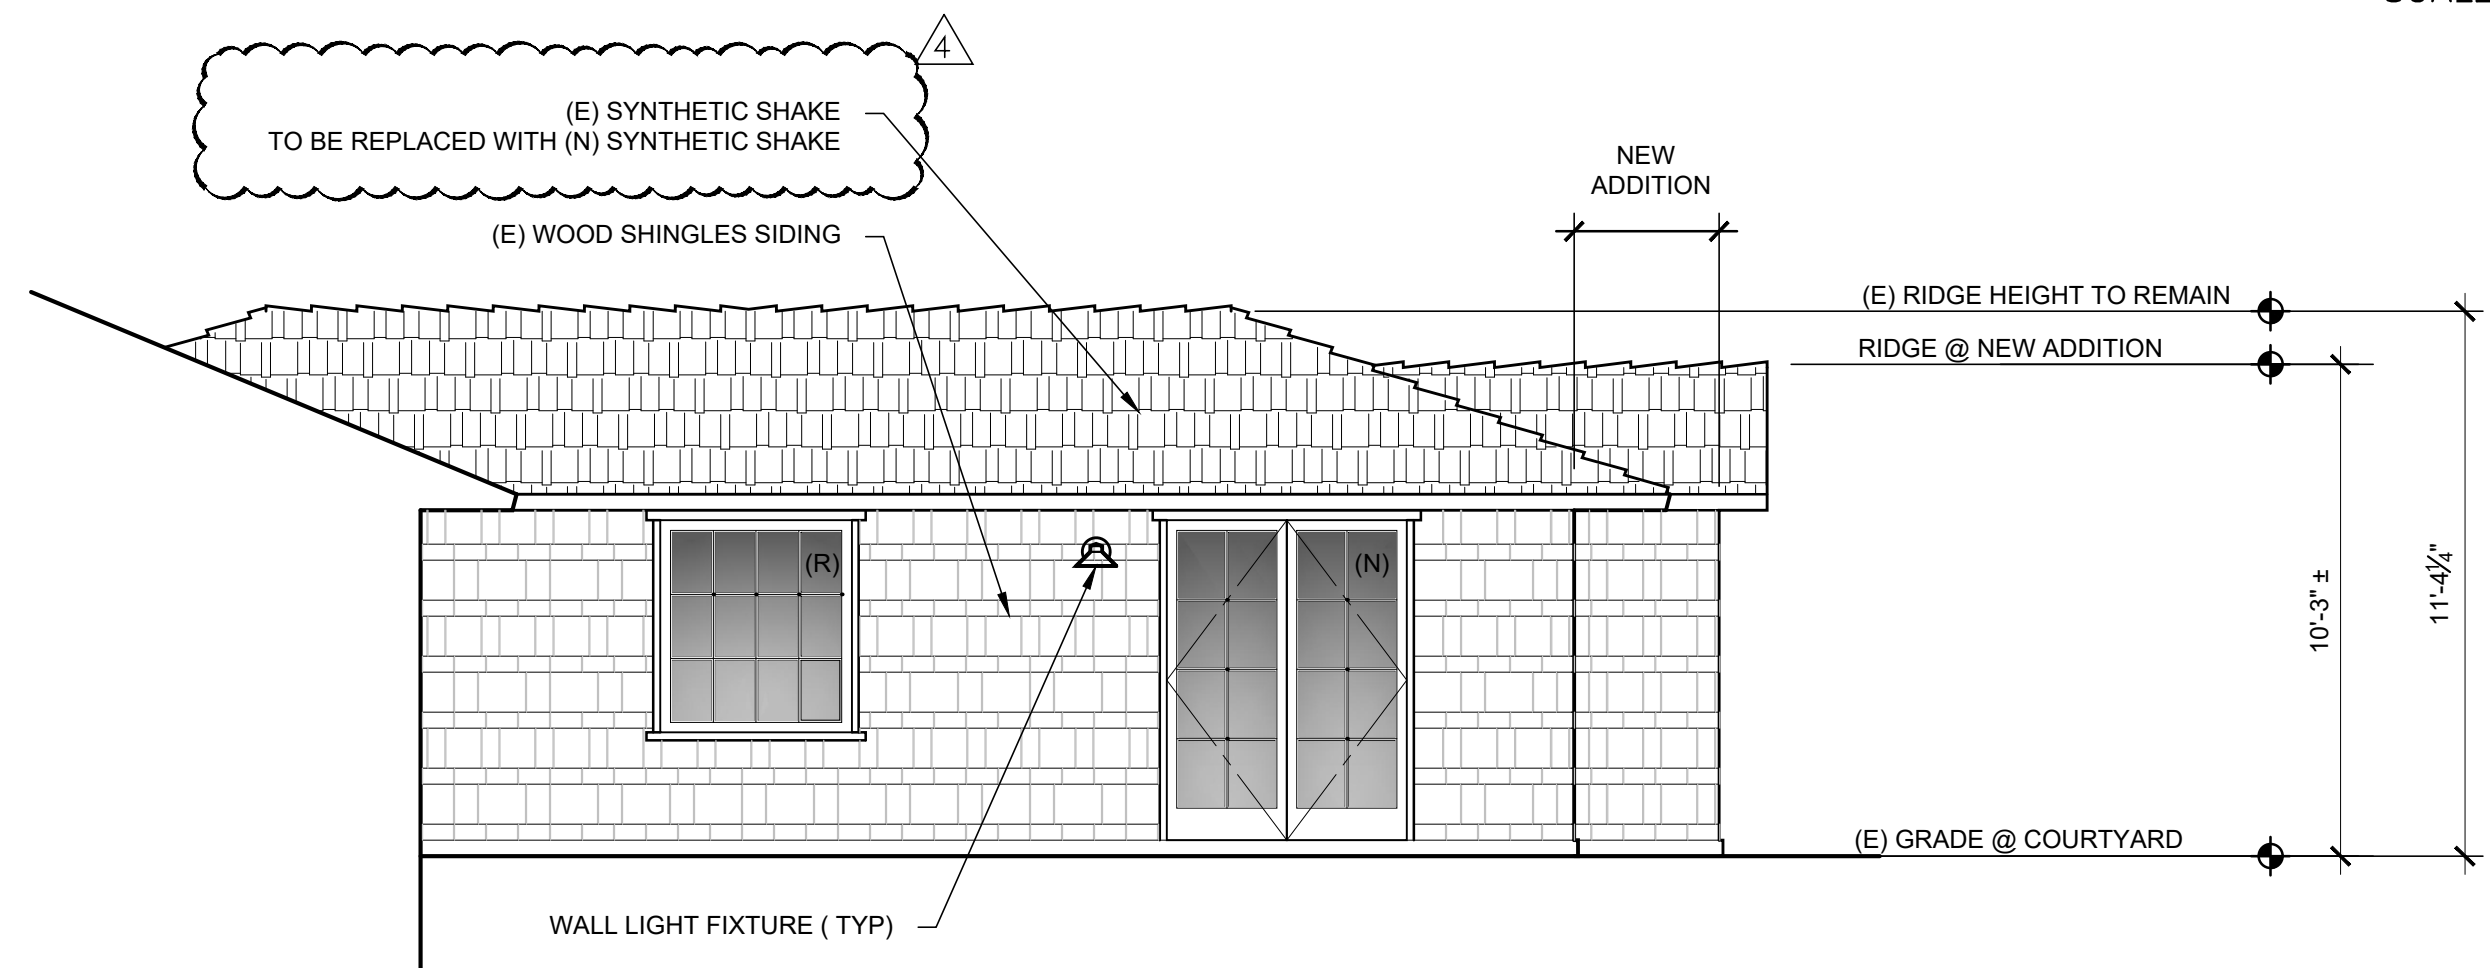 4
(E) SYNTHETIC SHAKE
TO BE REPLACED WITH (N) SYNTHETIC SHAKE
NEW
ADDITION
(E) WOOD SHINGLES SIDING
(E) RIDGE HEIGHT TO REMAIN
RIDGE @ NEW ADDITION
(R)
(N)
10'-3" ±
11'-4¼"
(E) GRADE @ COURTYARD
WALL LIGHT FIXTURE ( TYP)